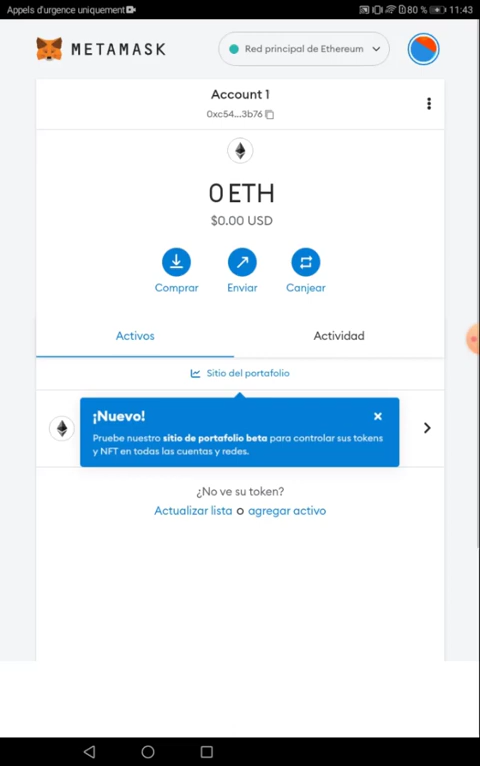 Appels d'urgence uniquement 80 % 11:43
METAMASK
Red principal de Ethereum
Account 1
0xc54...3b76
0 ETH
$0.00 USD
Comprar Enviar Canjear
Activos Actividad
Sitio del portafolio
¡Nuevo!
Pruebe nuestro sitio de portafolio beta para controlar sus tokens
y NFT en todas las cuentas y redes.
¿No ve su token?
Actualizar lista o agregar activo